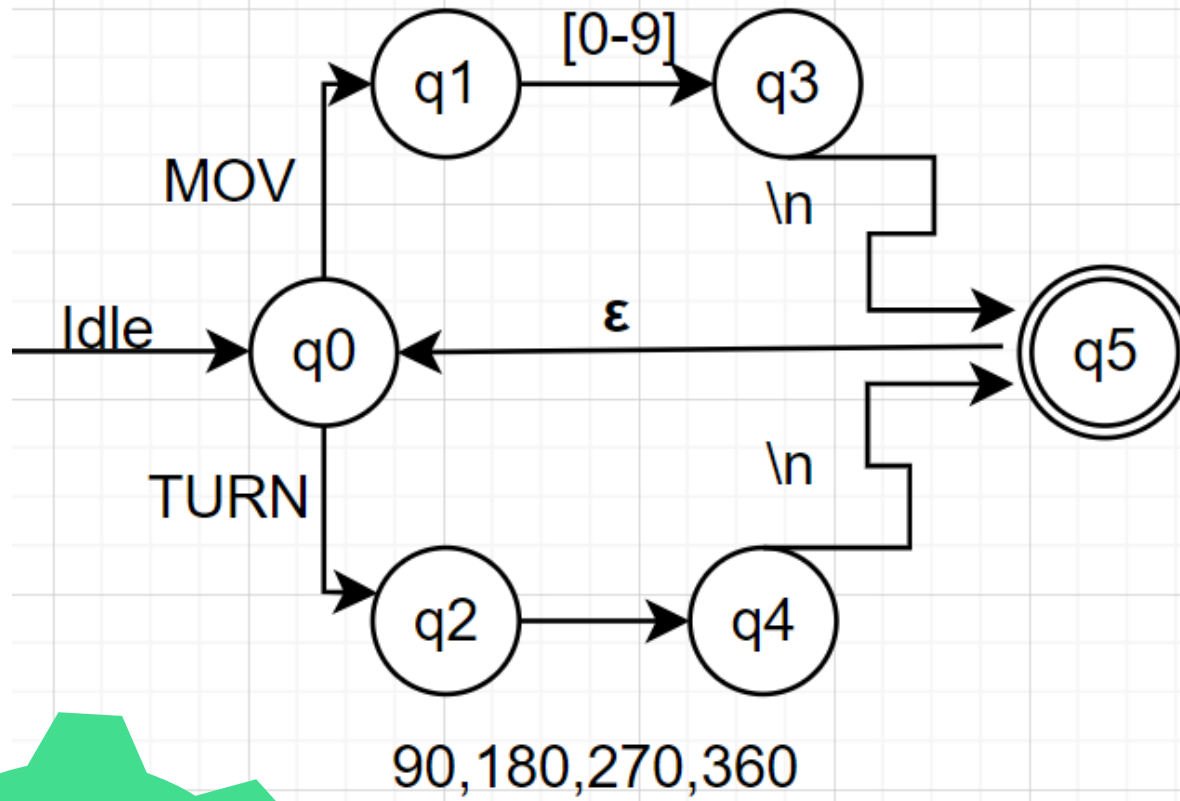 [0-9]
q1
q3
MOV
\n
Idle
ε
q0
q5
TURN
\n
q2
q4
90,180,270,360